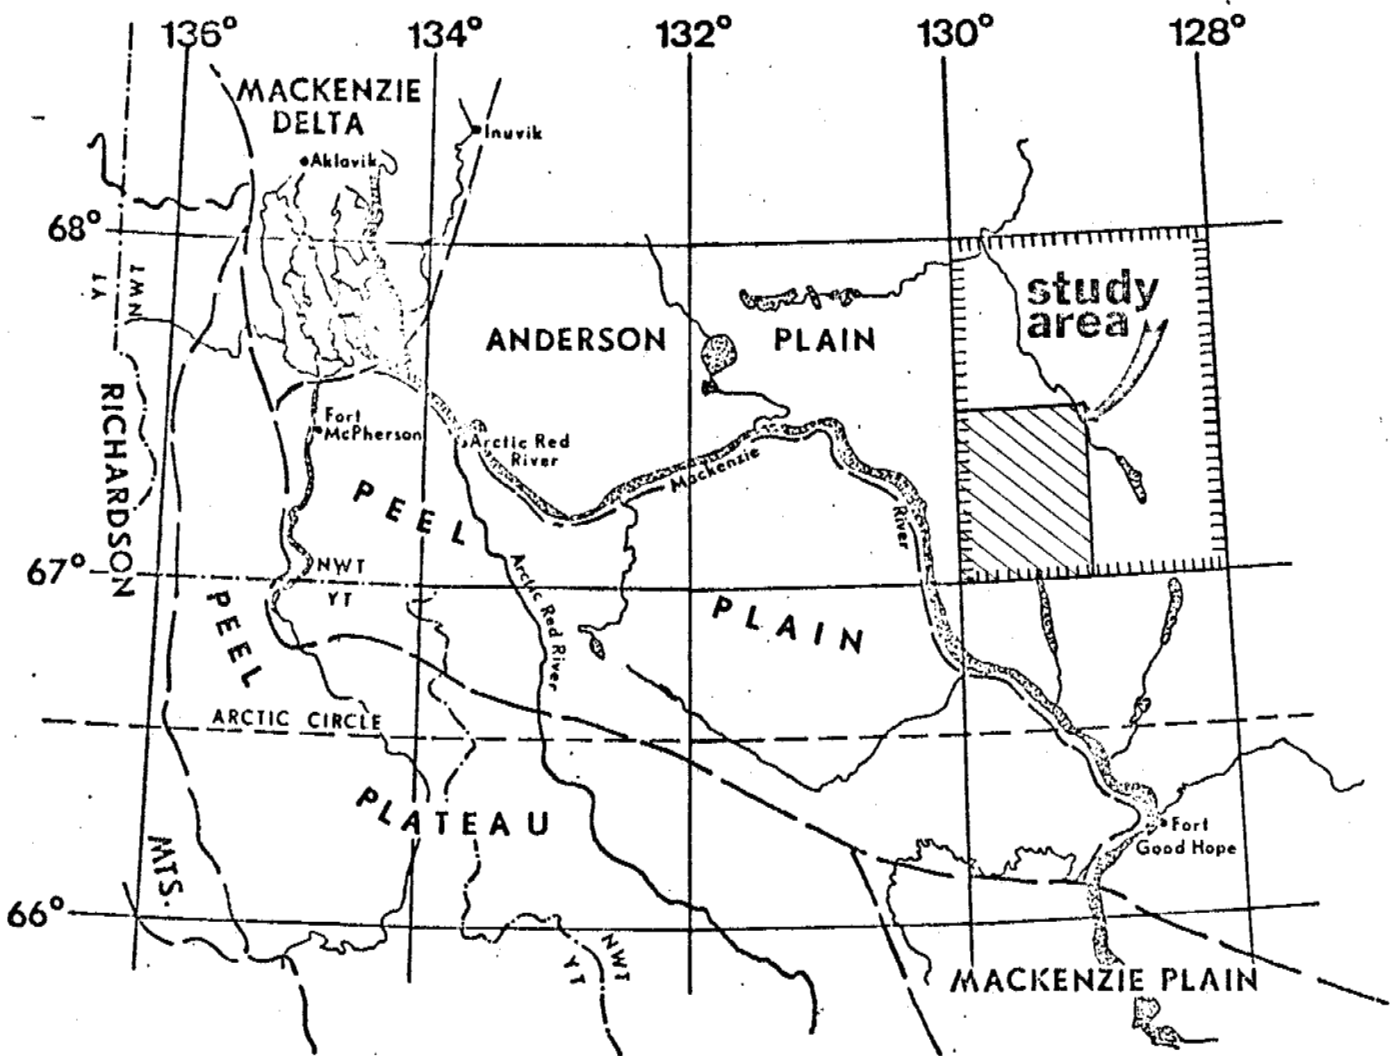 136° 134° 132° 130° 128°
MACKENZIE
DELTA
Inuvik
Aklavik
68°
NWT
YT
study
area
ANDERSON PLAIN
RICHARDSON
Fort
McPherson
Arctic Red
River
Mackenzie
River
PEEL
67°
NWT
YT
Arctic Red River
PLAIN
PEEL
ARCTIC CIRCLE
PLATEAU
MTS.
Fort
Good Hope
66°
NWT
YT
MACKENZIE PLAIN